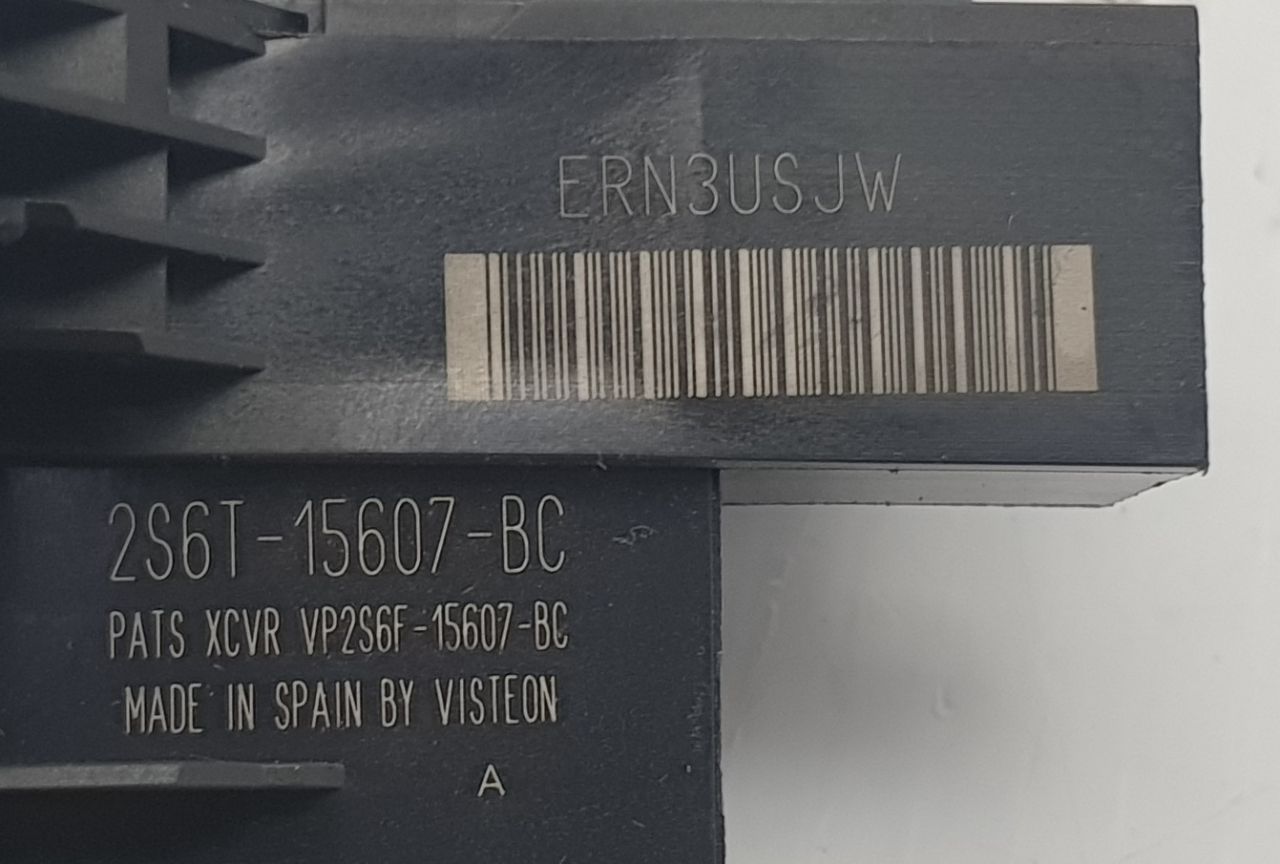 ERN3USJW
2S6T-15607-BC
PATS XCVR VP2S6F-15607-BC
MADE IN SPAIN BY VISTEON
A